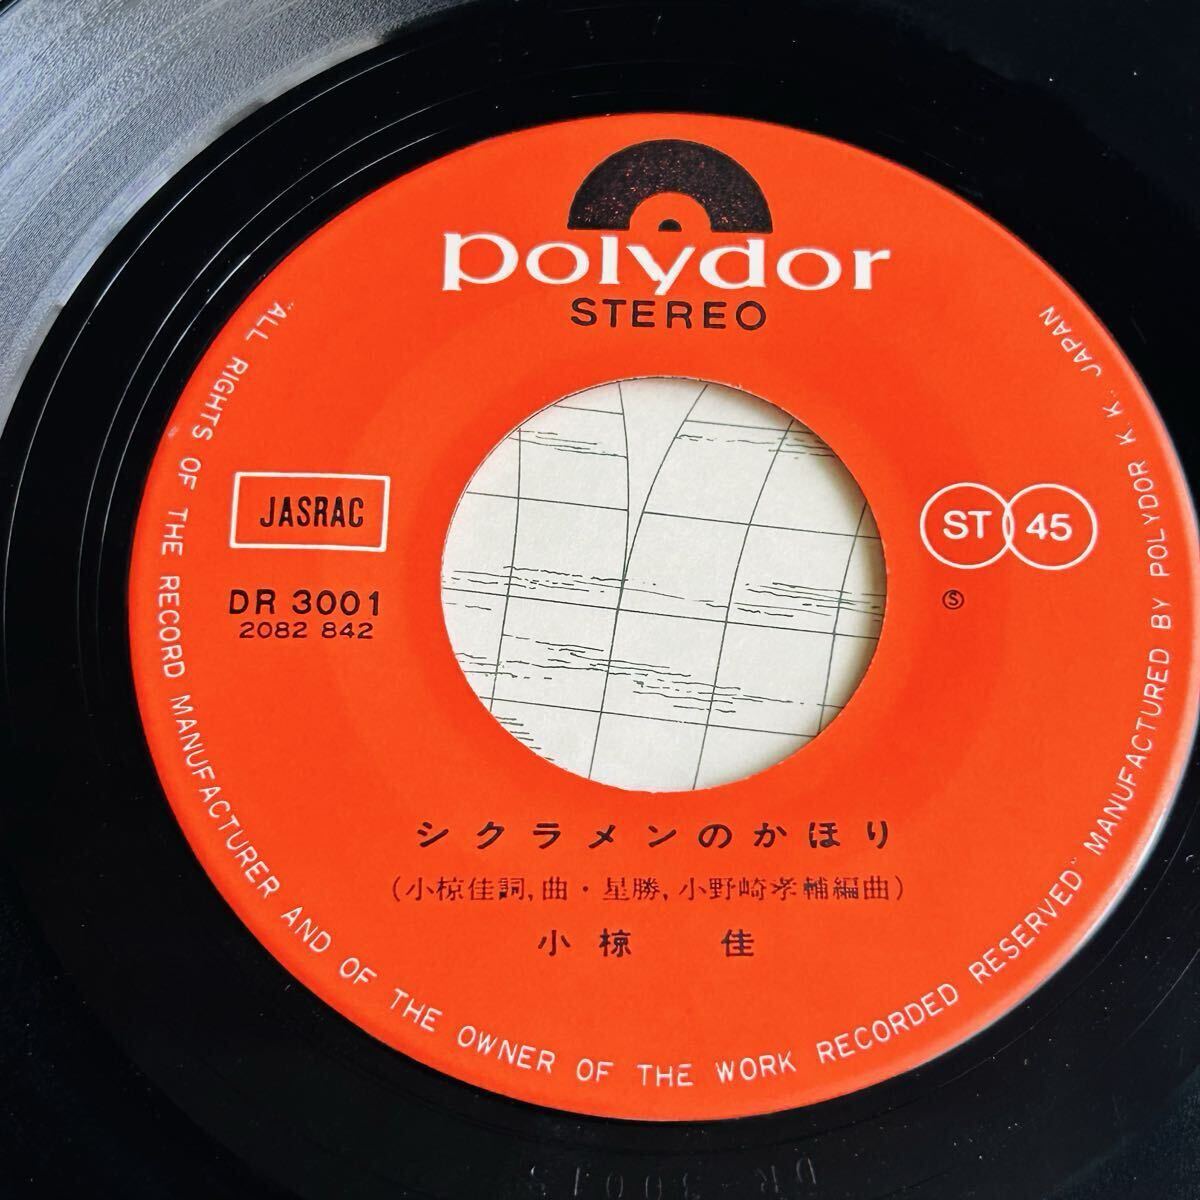 polydor
STEREO
JASRAC
DR 3001
2082 842
ST 45
Ⓢ
シクラメンのかほり
(小椋佳詞,曲・星勝,小野崎孝輔編曲)
小椋 佳
"ALL RIGHTS OF THE RECORD MANUFACTURER AND OF THE OWNER OF THE WORK RECORDED RESERVED" MANUFACTURED BY POLYDOR K.K. JAPAN